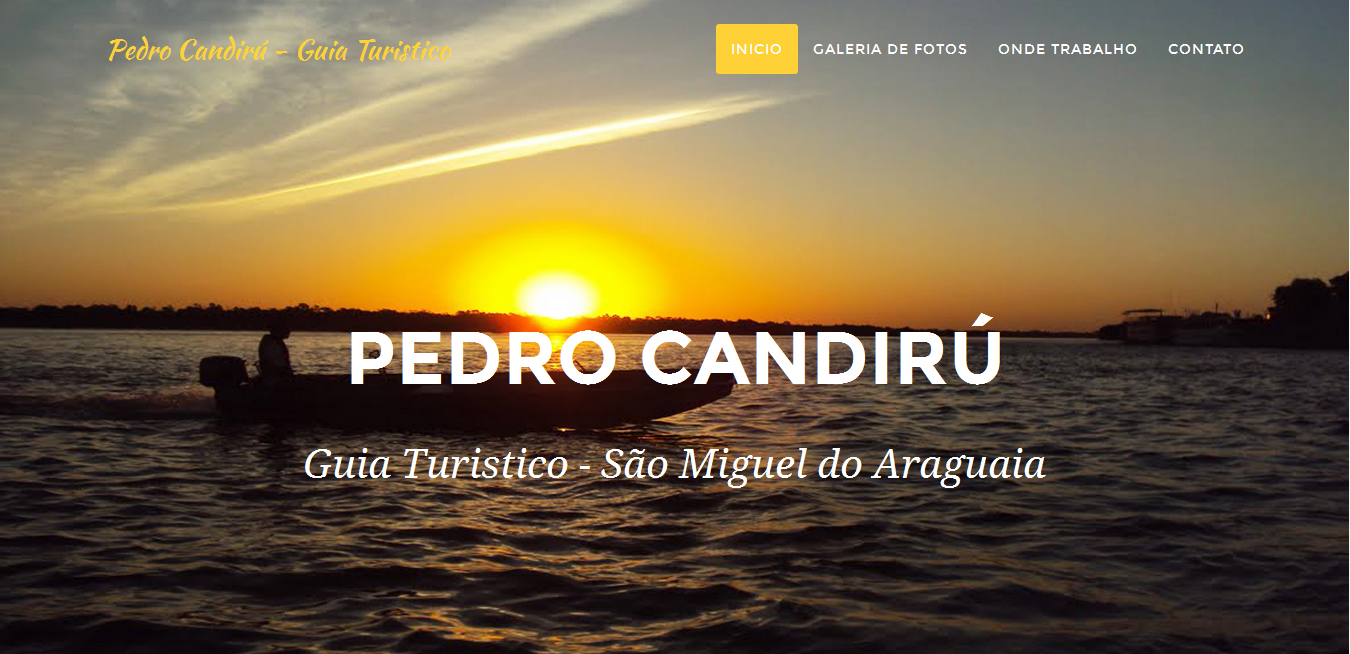 Pedro Candirú - Guia Turistico
INICIO GALERIA DE FOTOS ONDE TRABALHO CONTATO
PEDRO CANDIRÚ
Guia Turistico - São Miguel do Araguaia